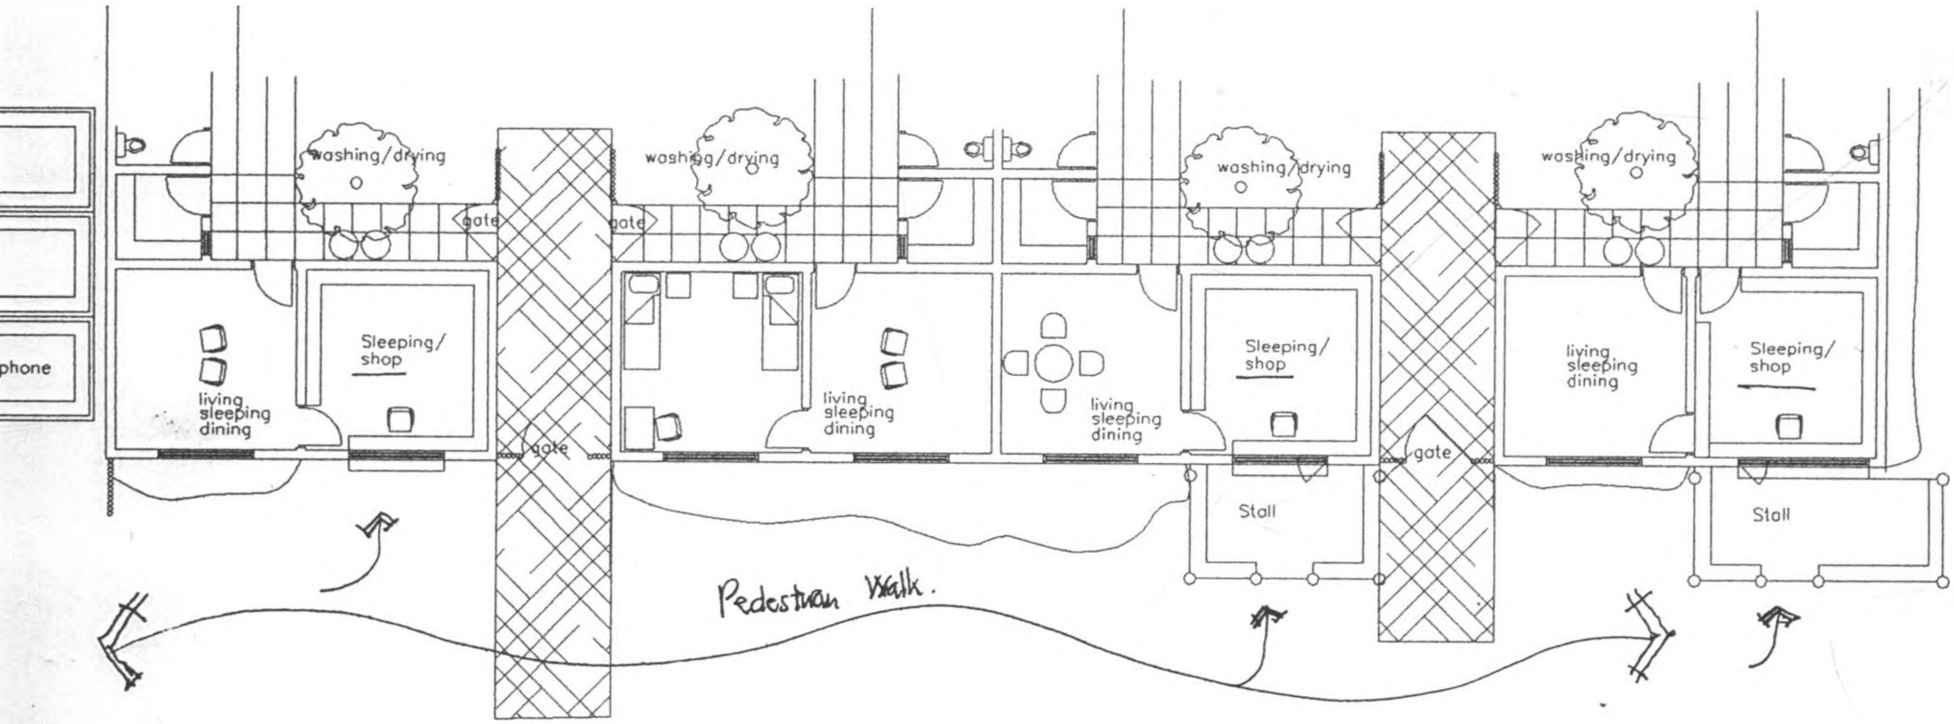 washing/drying
washing/drying
washing/drying
washing/drying
gate
gate
phone
Sleeping/
shop
living
sleeping
dining
living
sleeping
dining
living
sleeping
dining
Sleeping/
shop
living
sleeping
dining
Sleeping/
shop
gate
gate
Stall
Stall
Pedestrian Walk.